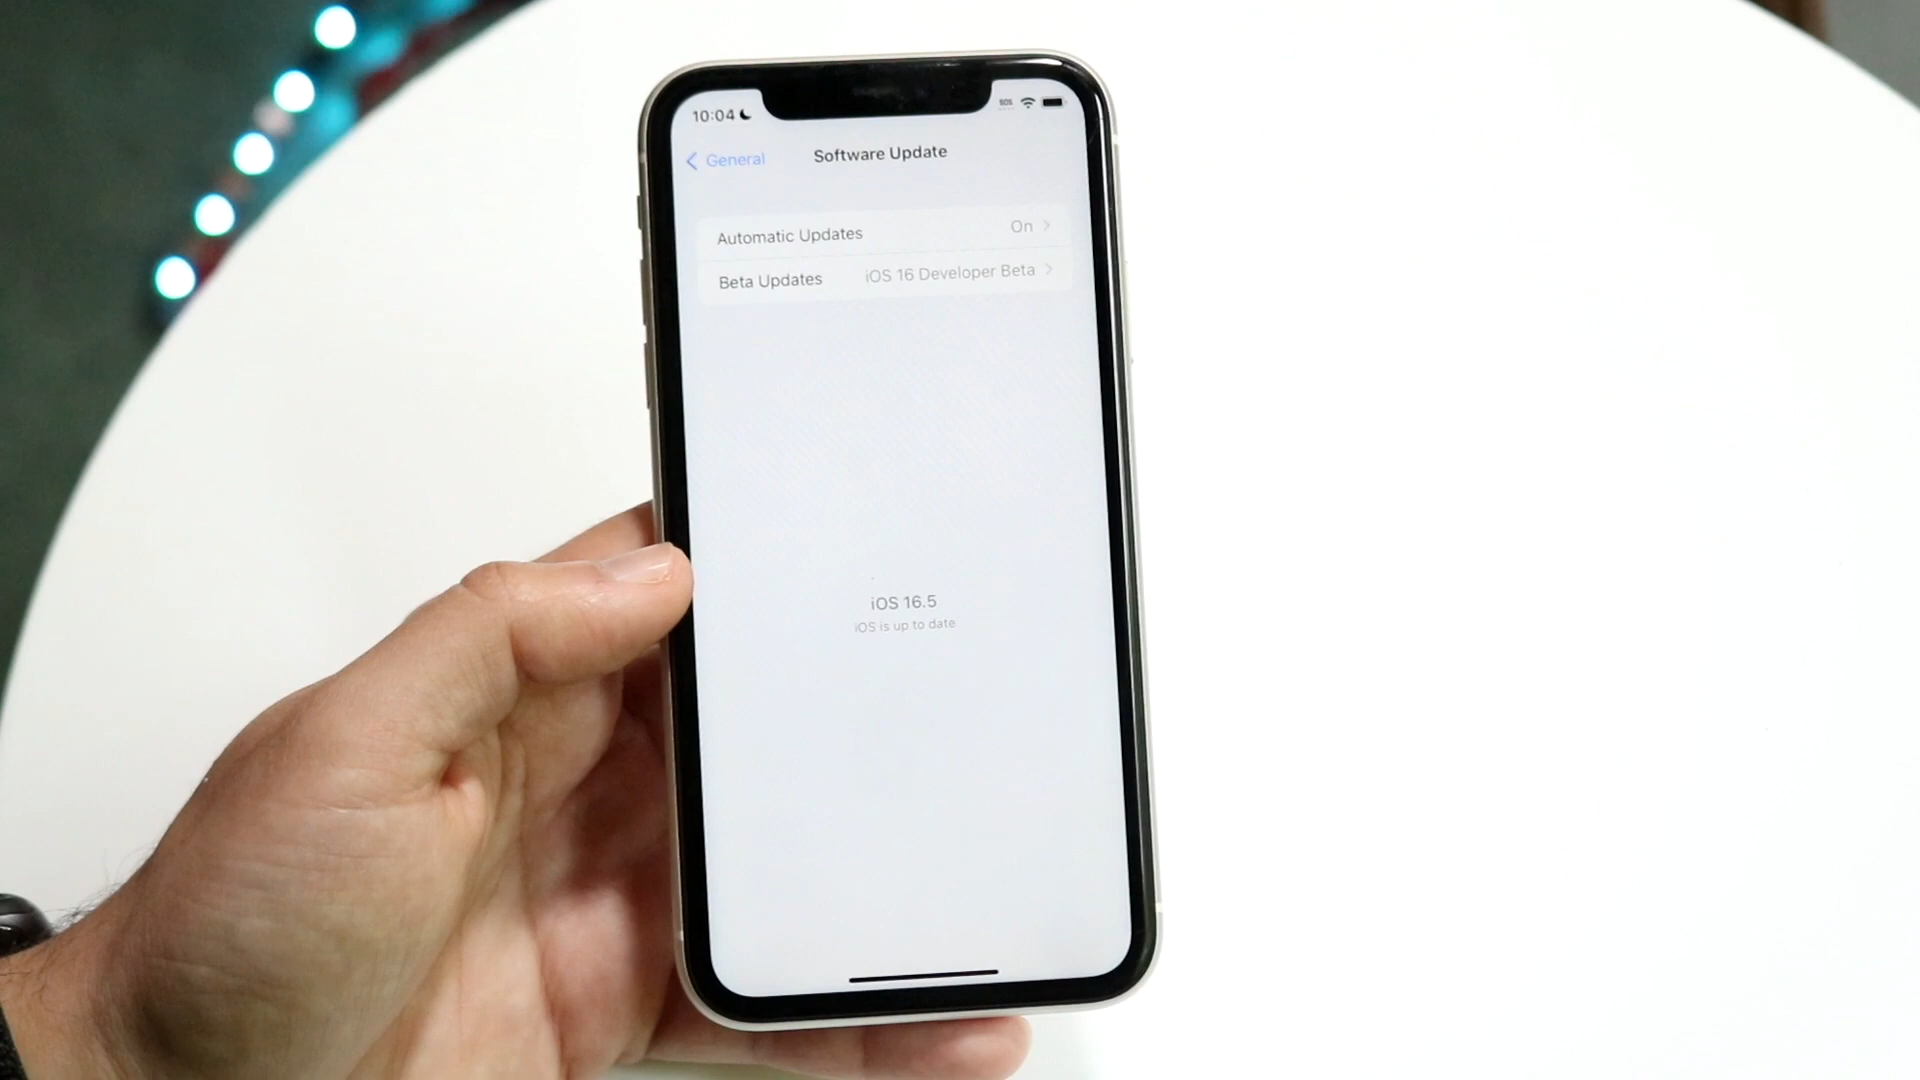 10:04
SOS
General
Software Update
Automatic Updates On
Beta Updates iOS 16 Developer Beta
iOS 16.5
iOS is up to date